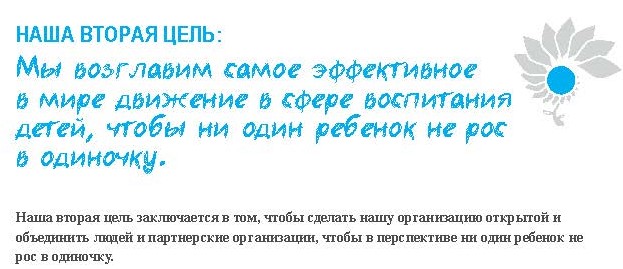 НАША ВТОРАЯ ЦЕЛЬ:
Мы возглавим самое эффективное
в мире движение в сфере воспитания
детей, чтобы ни один ребенок не рос
в одиночку.
Наша вторая цель заключается в том, чтобы сделать нашу организацию открытой и
объединить людей и партнерские организации, чтобы в перспективе ни один ребенок не
рос в одиночку.